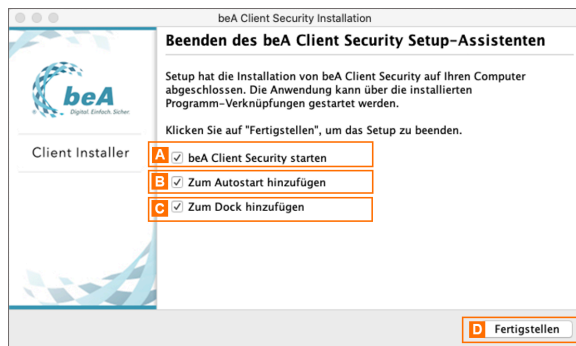 beA Client Security Installation
Beenden des beA Client Security Setup-Assistenten
beA
Digital. Einfach. Sicher.
Client Installer
Setup hat die Installation von beA Client Security auf Ihren Computer
abgeschlossen. Die Anwendung kann über die installierten
Programm-Verknüpfungen gestartet werden.
Klicken Sie auf "Fertigstellen", um das Setup zu beenden.
A beA Client Security starten
B Zum Autostart hinzufügen
C Zum Dock hinzufügen
D Fertigstellen